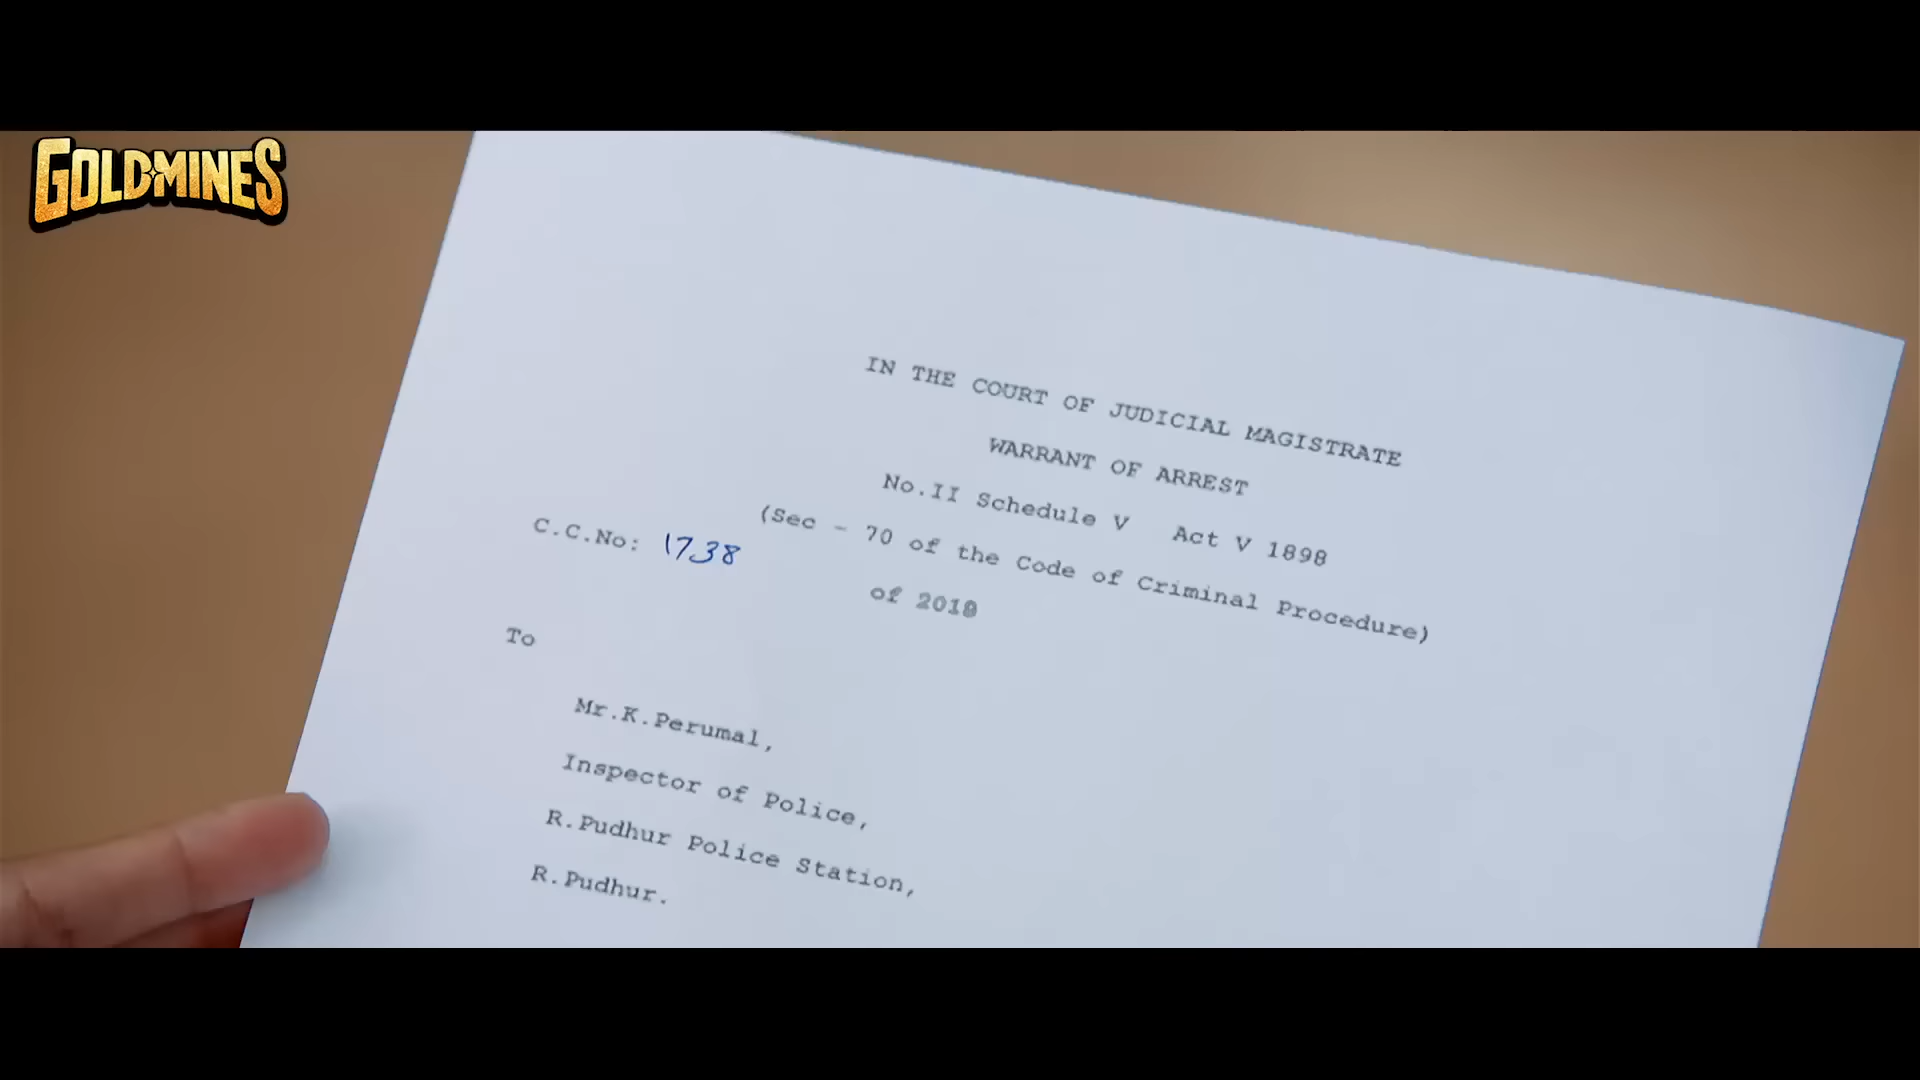 GOLDMINES
IN THE COURT OF JUDICIAL MAGISTRATE
WARRANT OF ARREST
No.II Schedule V Act V 1898
(Sec - 70 of the Code of Criminal Procedure)
C.C.No: 1738
of 2019
To
Mr.K.Perumal,
Inspector of Police,
R.Pudhur Police Station,
R.Pudhur.